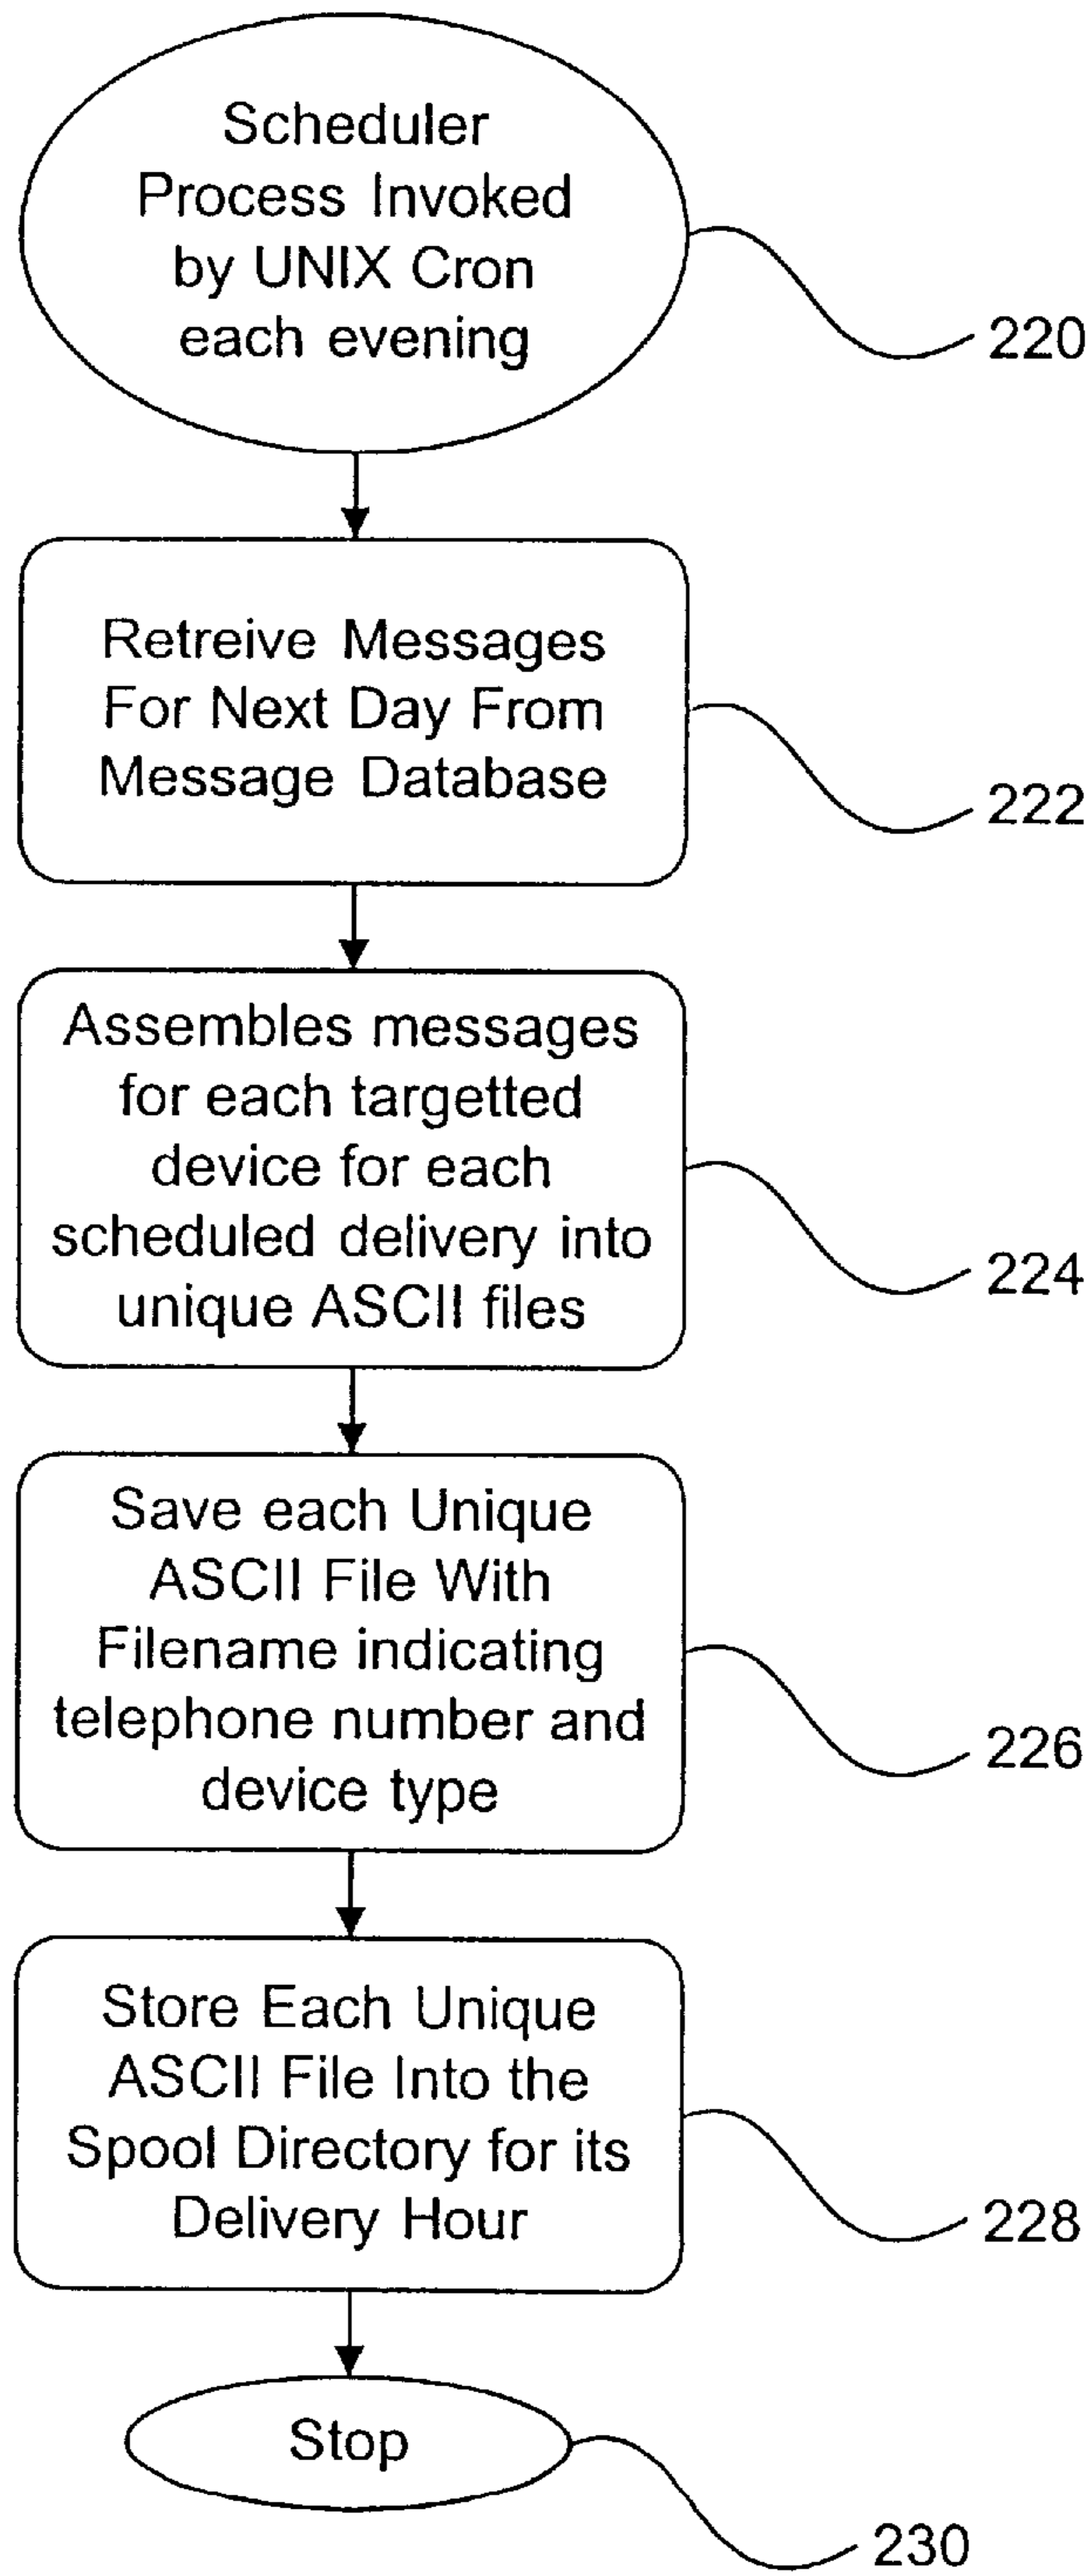 Scheduler
Process Invoked
by UNIX Cron
each evening
220
Retreive Messages
For Next Day From
Message Database
222
Assembles messages
for each targetted
device for each
scheduled delivery into
unique ASCII files
224
Save each Unique
ASCII File With
Filename indicating
telephone number and
device type
226
Store Each Unique
ASCII File Into the
Spool Directory for its
Delivery Hour
228
Stop
230